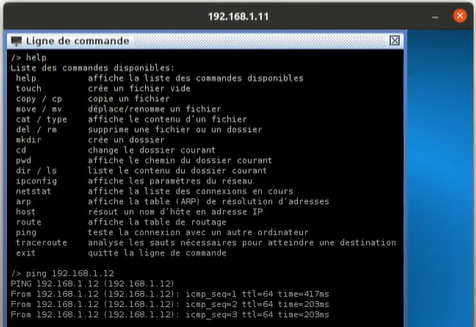 192.168.1.11
Ligne de commande
/> help
Liste des commandes disponibles:
help affiche la liste des commandes disponibles
touch crée un fichier vide
copy / cp copie un fichier
move / mv déplace/renomme un fichier
cat / type affiche le contenu d'un fichier
del / rm supprime une fichier ou un dossier
mkdir crée un dossier
cd change le dossier courant
pwd affiche le chemin du dossier courant
dir / ls liste le contenu du dossier courant
ipconfig affiche les paramètres du réseau
netstat affiche la liste des connexions en cours
arp affiche la table (ARP) de résolution d'adresses
host résout un nom d'hôte en adresse IP
route affiche la table de routage
ping teste la connexion avec un autre ordinateur
traceroute analyse les sauts nécessaires pour atteindre une destination
exit quitte la ligne de commande
/> ping 192.168.1.12
PING 192.168.1.12 (192.168.1.12)
From 192.168.1.12 (192.168.1.12): icmp_seq=1 ttl=64 time=417ms
From 192.168.1.12 (192.168.1.12): icmp_seq=2 ttl=64 time=203ms
From 192.168.1.12 (192.168.1.12): icmp_seq=3 ttl=64 time=203ms